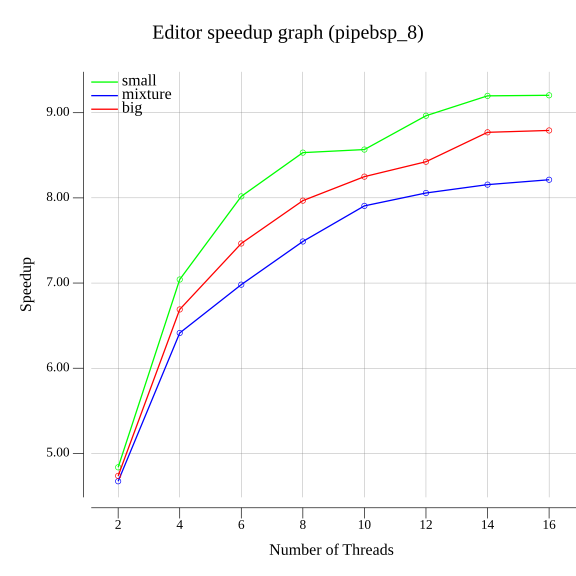 Editor speedup graph (pipebsp_8)
small
mixture
big
9.00
8.00
7.00
6.00
5.00
Speedup
2 4 6 8 10 12 14 16
Number of Threads